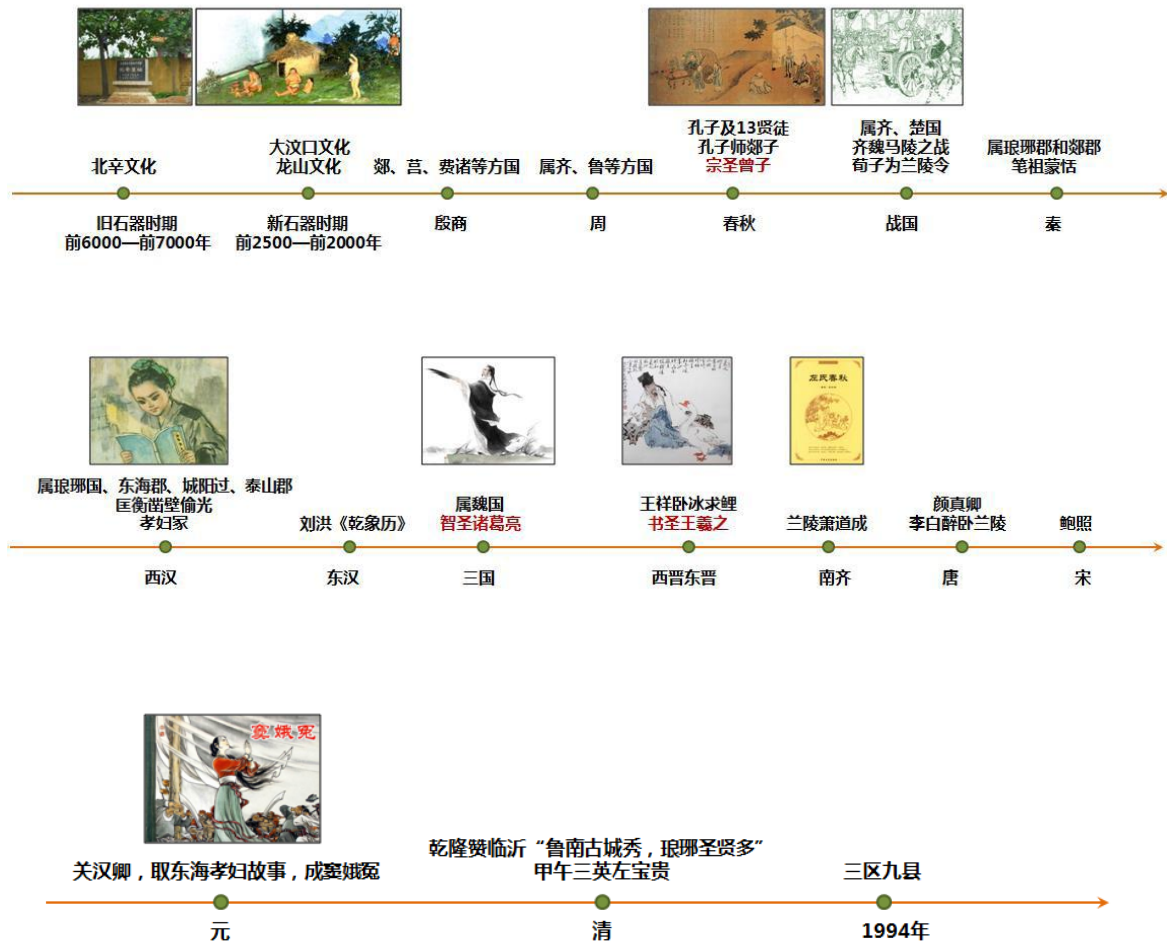 北辛文化
旧石器时期
前6000—前7000年
大汶口文化
龙山文化
新石器时期
前2500—前2000年
郯、莒、费诸等方国
殷商
属齐、鲁等方国
周
孔子及13贤徒
孔子师郯子
宗圣曾子
春秋
属齐、楚国
齐魏马陵之战
荀子为兰陵令
战国
属琅琊郡和郯郡
笔祖蒙恬
秦
属琅琊国、东海郡、城阳过、泰山郡
匡衡凿壁偷光
孝妇冢
西汉
刘洪《乾象历》
东汉
属魏国
智圣诸葛亮
三国
王祥卧冰求鲤
书圣王羲之
西晋东晋
兰陵萧道成
南齐
颜真卿
李白醉卧兰陵
唐
鲍照
宋
窦娥冤
关汉卿，取东海孝妇故事，成窦娥冤
元
乾隆赞临沂“鲁南古城秀，琅琊圣贤多”
甲午三英左宝贵
清
三区九县
1994年